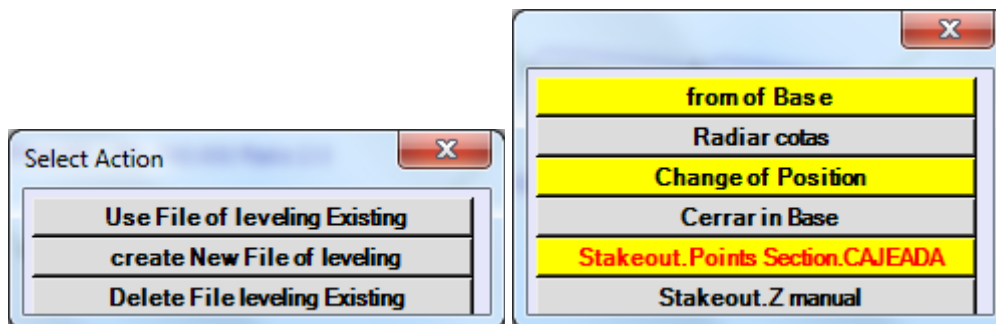 Select Action
Use File of leveling Existing
create New File of leveling
Delete File leveling Existing
from of Base
Radiar cotas
Change of Position
Cerrar in Base
Stakeout.Points Section.CAJEADA
Stakeout.Z manual